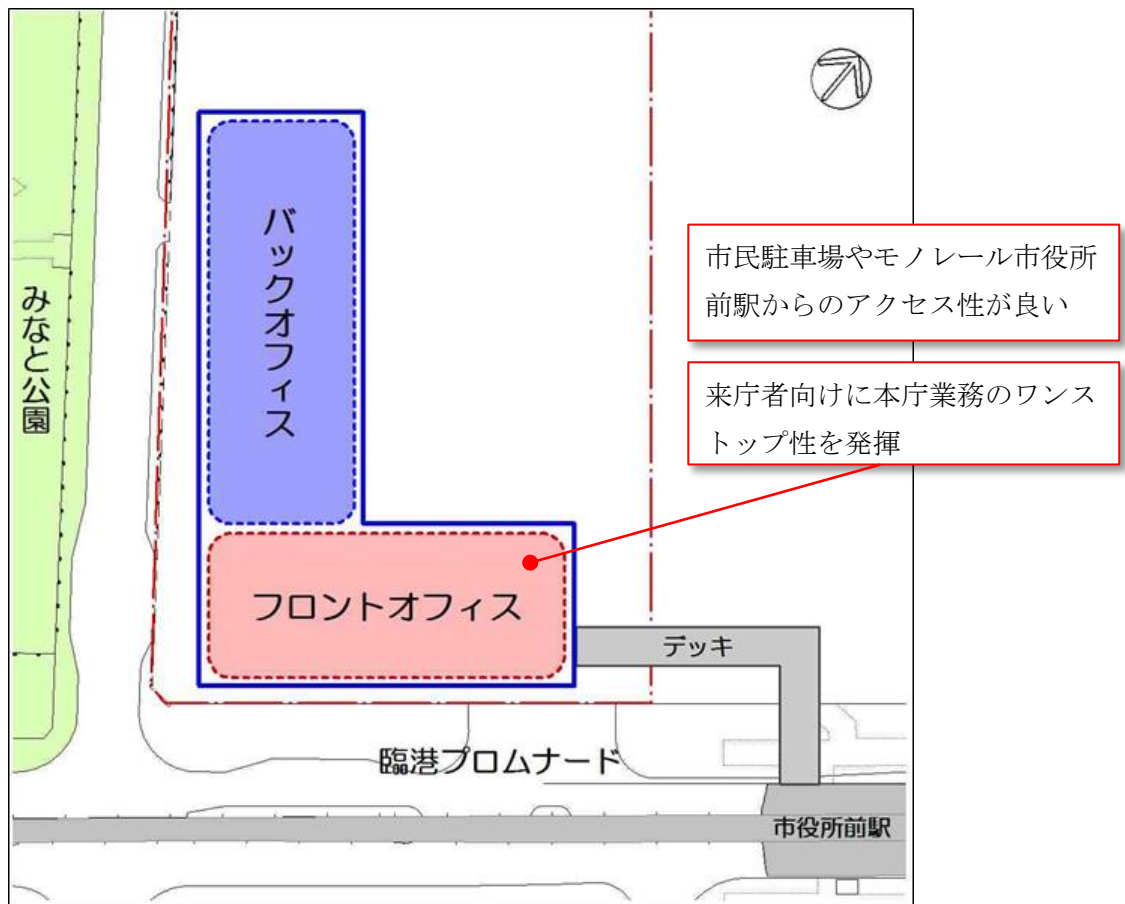 バックオフィス
市民駐車場やモノレール市役所
前駅からのアクセス性が良い
みなと公園
来庁者向けに本庁業務のワンス
トップ性を発揮
フロントオフィス
デッキ
臨港プロムナード
市役所前駅